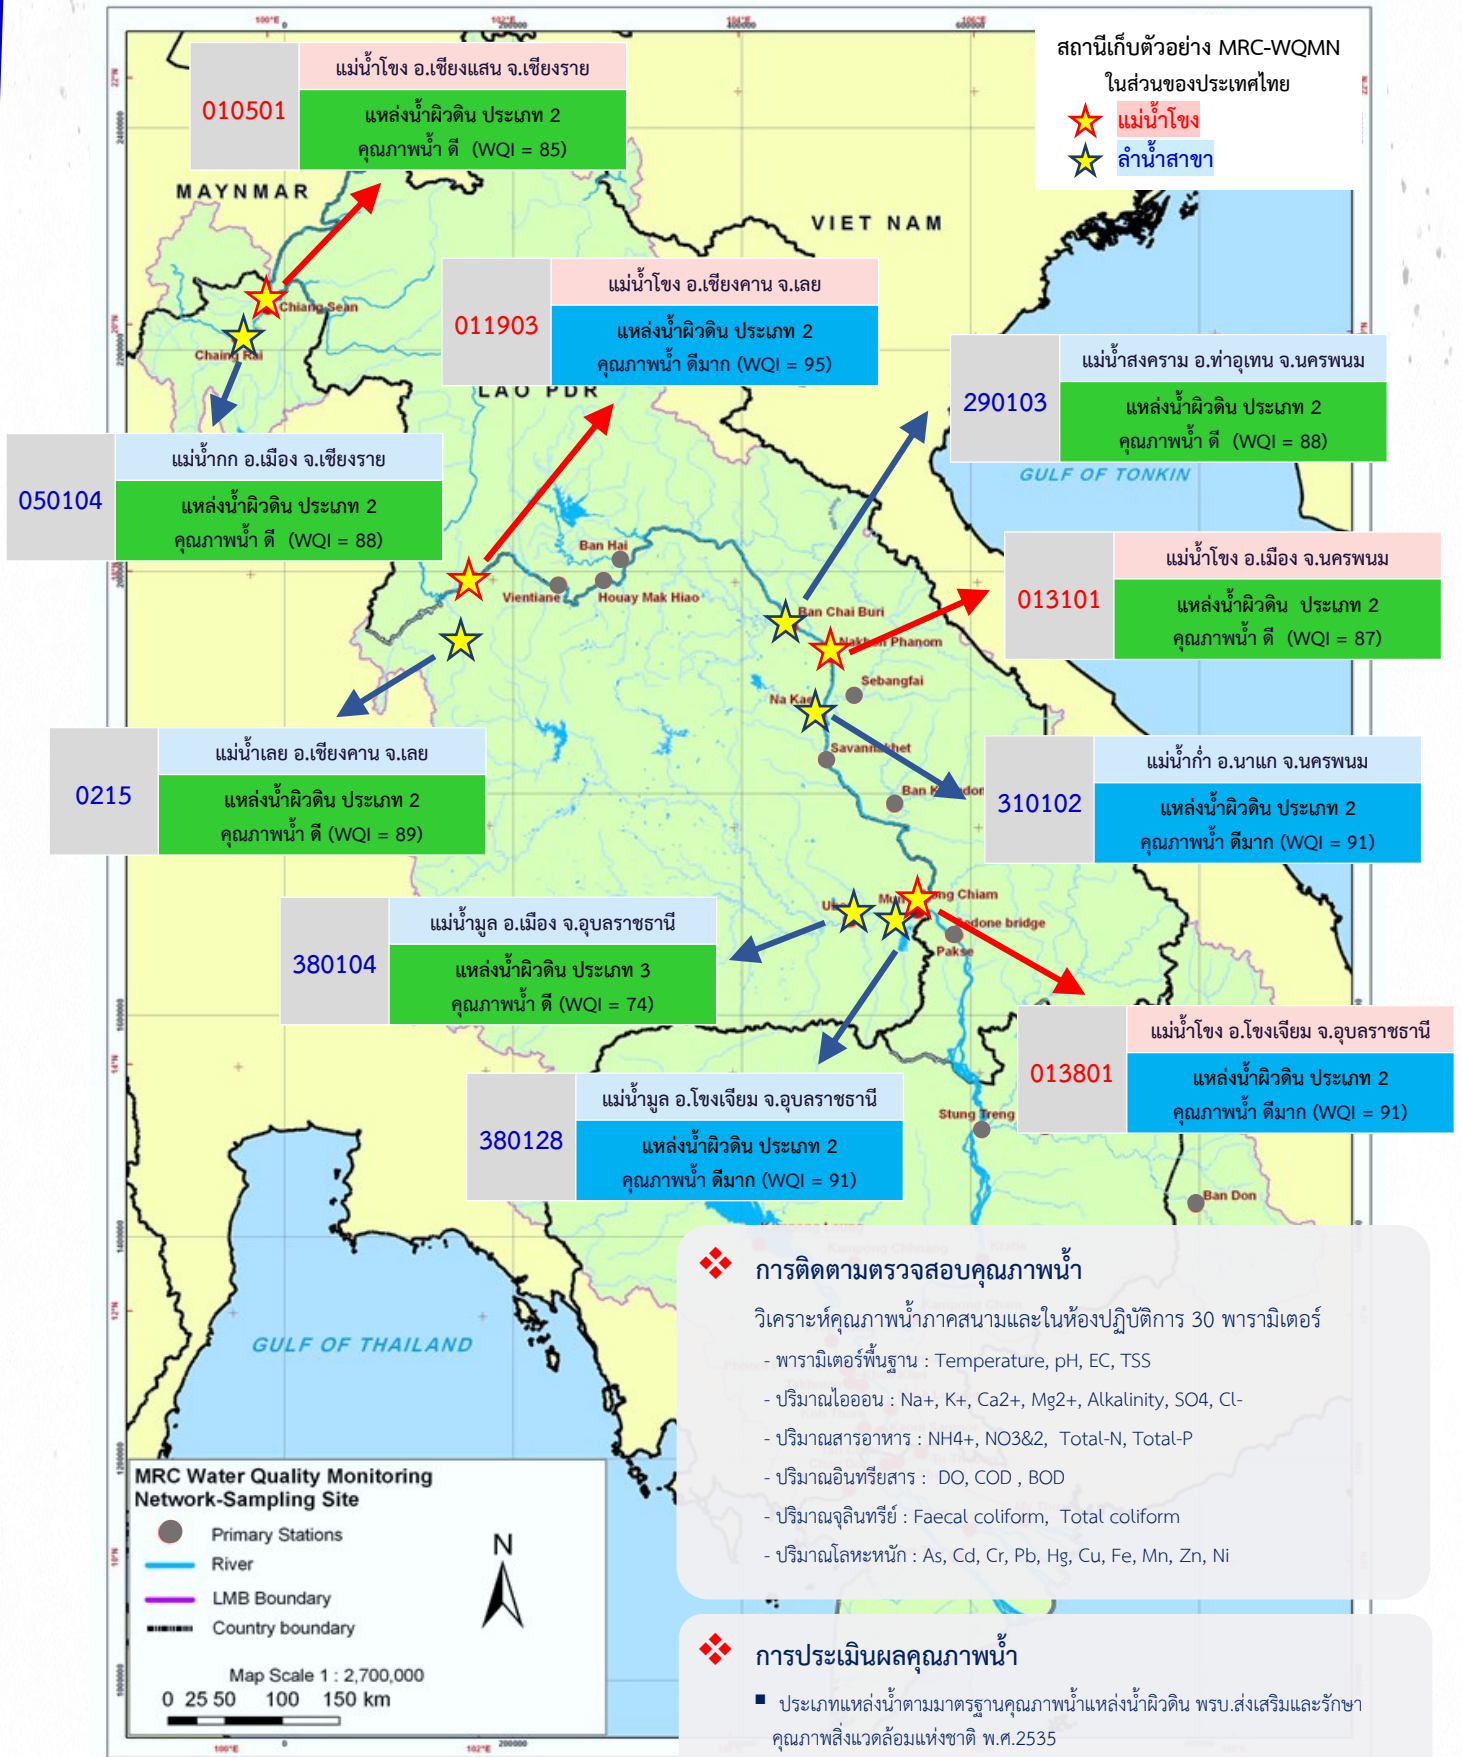 สถานีเก็บตัวอย่าง MRC-WQMN
ในส่วนของประเทศไทย
แม่น้ำโขง
ลำน้ำสาขา
010501
แม่น้ำโขง อ.เชียงแสน จ.เชียงราย
แหล่งน้ำผิวดิน ประเภท 2
คุณภาพน้ำ ดี (WQI = 85)
MAYNMAR
VIET NAM
Chiang Sean
Chaing Rai
011903
แม่น้ำโขง อ.เชียงคาน จ.เลย
แหล่งน้ำผิวดิน ประเภท 2
คุณภาพน้ำ ดีมาก (WQI = 95)
LAO PDR
290103
แม่น้ำสงคราม อ.ท่าอุเทน จ.นครพนม
แหล่งน้ำผิวดิน ประเภท 2
คุณภาพน้ำ ดี (WQI = 88)
GULF OF TONKIN
050104
แม่น้ำกก อ.เมือง จ.เชียงราย
แหล่งน้ำผิวดิน ประเภท 2
คุณภาพน้ำ ดี (WQI = 88)
Ban Hai
Vientiane
Houay Mak Hiao
Ban Chai Buri
Nakhon Phanom
013101
แม่น้ำโขง อ.เมือง จ.นครพนม
แหล่งน้ำผิวดิน ประเภท 2
คุณภาพน้ำ ดี (WQI = 87)
Sebangfai
Na Kae
Savannakhet
0215
แม่น้ำเลย อ.เชียงคาน จ.เลย
แหล่งน้ำผิวดิน ประเภท 2
คุณภาพน้ำ ดี (WQI = 89)
310102
แม่น้ำก่ำ อ.นาแก จ.นครพนม
แหล่งน้ำผิวดิน ประเภท 2
คุณภาพน้ำ ดีมาก (WQI = 91)
380104
แม่น้ำมูล อ.เมือง จ.อุบลราชธานี
แหล่งน้ำผิวดิน ประเภท 3
คุณภาพน้ำ ดี (WQI = 74)
Chiam
bridge
Pakse
013801
แม่น้ำโขง อ.โขงเจียม จ.อุบลราชธานี
แหล่งน้ำผิวดิน ประเภท 2
คุณภาพน้ำ ดีมาก (WQI = 91)
380128
แม่น้ำมูล อ.โขงเจียม จ.อุบลราชธานี
แหล่งน้ำผิวดิน ประเภท 2
คุณภาพน้ำ ดีมาก (WQI = 91)
Stung Treng
Ban Don
GULF OF THAILAND
การติดตามตรวจสอบคุณภาพน้ำ
วิเคราะห์คุณภาพน้ำภาคสนามและในห้องปฏิบัติการ 30 พารามิเตอร์
- พารามิเตอร์พื้นฐาน : Temperature, pH, EC, TSS
- ปริมาณไอออน : Na+, K+, Ca2+, Mg2+, Alkalinity, SO4, Cl-
- ปริมาณสารอาหาร : NH4+, NO3&2, Total-N, Total-P
- ปริมาณอินทรียสาร : DO, COD , BOD
- ปริมาณจุลินทรีย์ : Faecal coliform, Total coliform
- ปริมาณโลหะหนัก : As, Cd, Cr, Pb, Hg, Cu, Fe, Mn, Zn, Ni
การประเมินผลคุณภาพน้ำ
▪ ประเภทแหล่งน้ำตามมาตรฐานคุณภาพน้ำแหล่งน้ำผิวดิน พรบ.ส่งเสริมและรักษา
คุณภาพสิ่งแวดล้อมแห่งชาติ พ.ศ.2535
MRC Water Quality Monitoring
Network-Sampling Site
Primary Stations
River
LMB Boundary
Country boundary
N
Map Scale 1 : 2,700,000
0 25 50 100 150 km